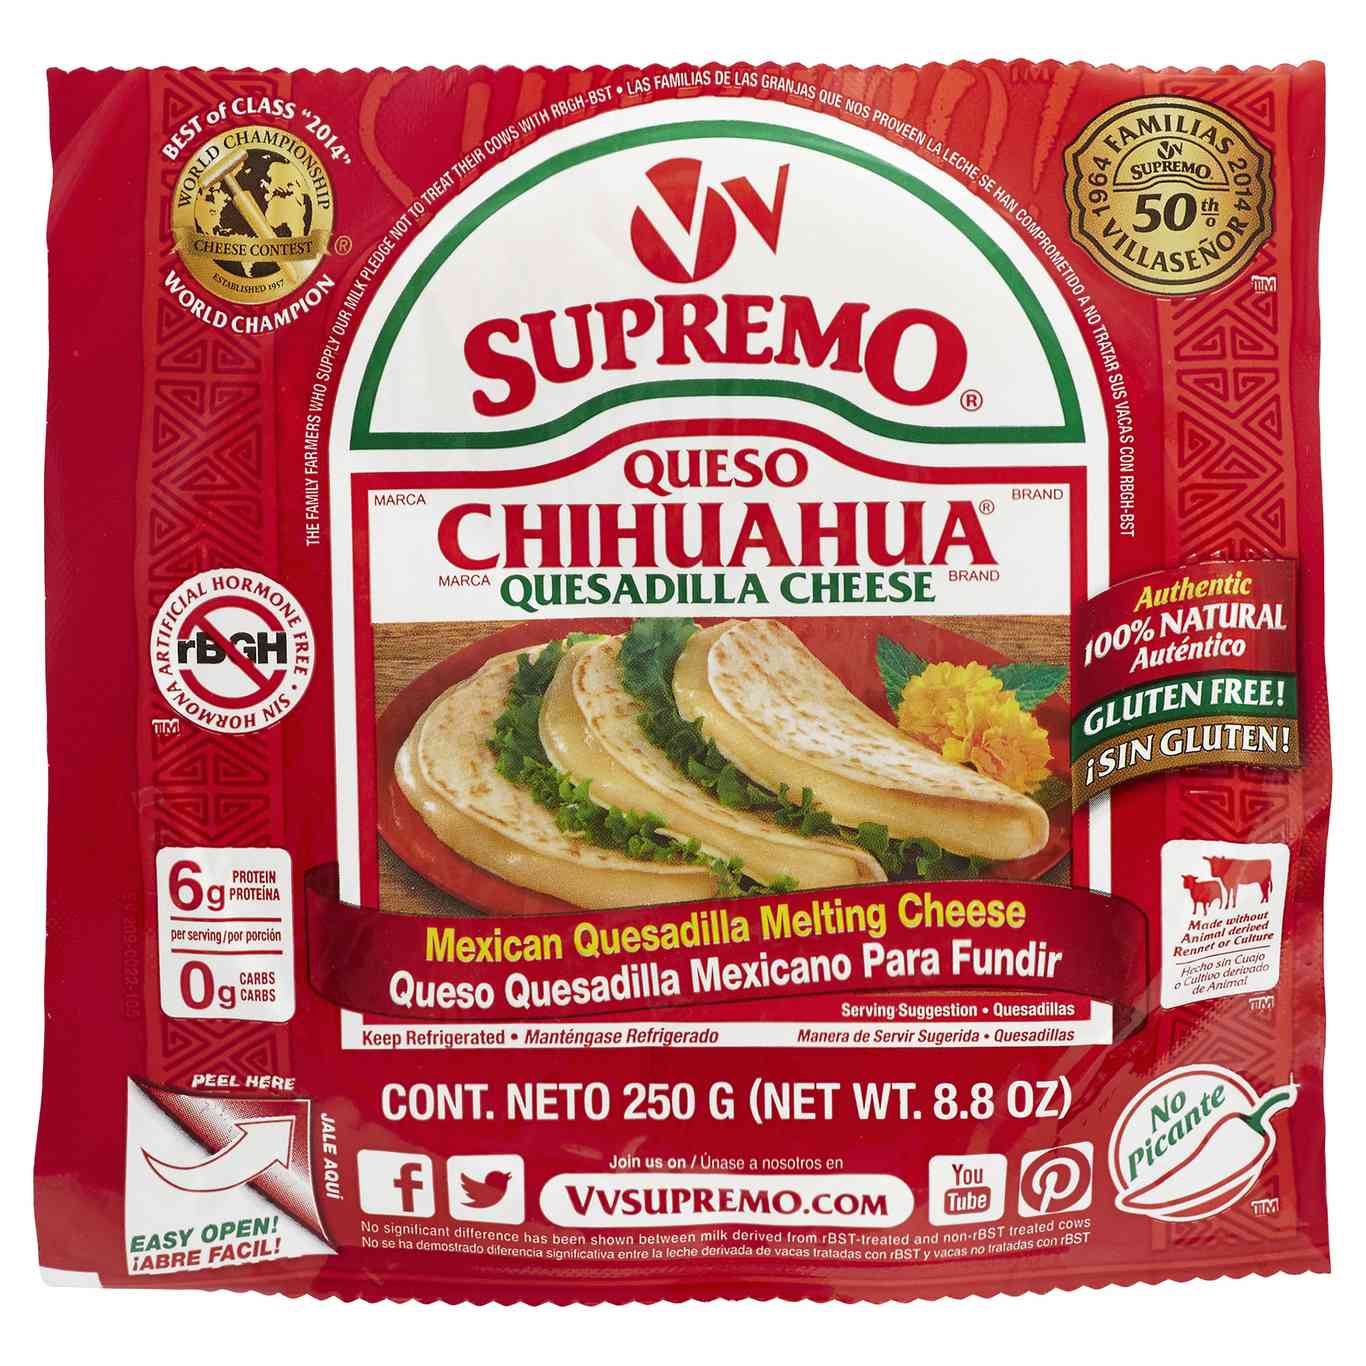 BEST of CLASS "2014"
WORLD CHAMPIONSHIP
CHEESE CONTEST
ESTABLISHED 1957
®
WORLD CHAMPION
THE FAMILY FARMERS WHO SUPPLY OUR MILK PLEDGE NOT TO TREAT THEIR COWS WITH RBGH-BST • LAS FAMILIAS DE LAS GRANJAS QUE NOS PROVEEN LA LECHE SE HAN COMPROMETIDO A NO TRATAR SUS VACAS CON RBGH-BST
1964 FAMILIAS 2014
VV
SUPREMO
50th o
VILLASEÑOR
TM
VV
SUPREMO®
QUESO
MARCA BRAND
CHIHUAHUA®
MARCA BRAND
QUESADILLA CHEESE
ARTIFICIAL HORMONE FREE • SIN HORMONA
rBGH
TM
Authentic
100% NATURAL
Auténtico
GLUTEN FREE!
¡SIN GLUTEN!
6g PROTEIN PROTEÍNA
per serving/por porción
0g CARBS CARBS
Made without
Animal derived
Rennet or Culture
Hecho sin Cuajo
o Cultivo derivado
de Animal
TM
Mexican Quesadilla Melting Cheese
Queso Quesadilla Mexicano Para Fundir
Serving Suggestion • Quesadillas
Keep Refrigerated • Manténgase Refrigerado
Manera de Servir Sugerida • Quesadillas
PEEL HERE
JALE AQUÍ
EASY OPEN!
¡ABRE FACIL!
CONT. NETO 250 G (NET WT. 8.8 OZ)
No
Picante
TM
Join us on / Únase a nosotros en
f
VVSUPREMO.COM
You
Tube
No significant difference has been shown between milk derived from rBST-treated and non-rBST treated cows
No se ha demostrado diferencia significativa entre la leche derivada de vacas tratadas con rBST y vacas no tratadas con rBST